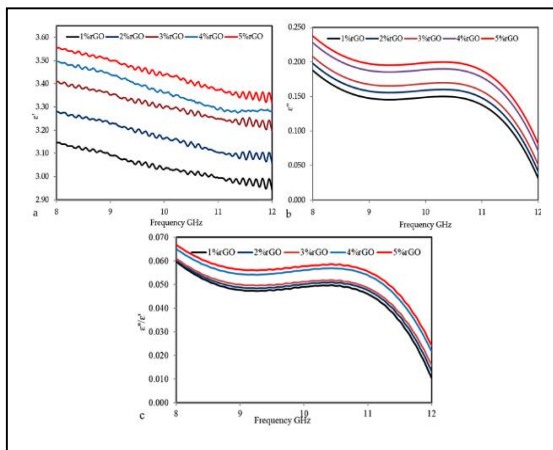 3.60
3.50
3.40
3.30
3.20
3.10
3.00
2.90
ε'
1%rGO 2%rGO 3%rGO 4%rGO 5%rGO
8 9 10 11 12
a Frequency GHz
0.250
0.200
0.150
0.100
0.050
0.000
ε"
1%rGO 2%rGO 3%rGO 4%rGO 5%rGO
8 9 10 11 12
b Frequency GHz
0.070
0.060
0.050
0.040
0.030
0.020
0.010
0.000
ε"/ε'
1%rGO 2%rGO 3%rGO 4%rGO 5%rGO
8 9 10 11 12
c Frequency GHz